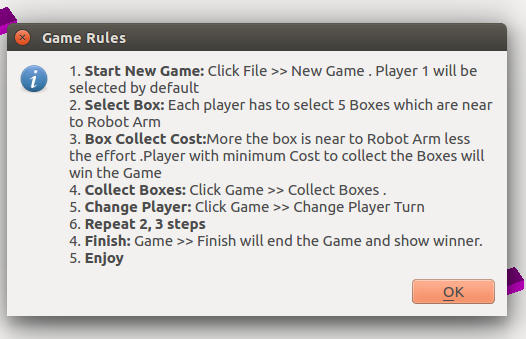 Game Rules
1. Start New Game: Click File >> New Game . Player 1 will be
selected by default
2. Select Box: Each player has to select 5 Boxes which are near
to Robot Arm
3. Box Collect Cost:More the box is near to Robot Arm less
the effort .Player with minimum Cost to collect the Boxes will
win the Game
4. Collect Boxes: Click Game >> Collect Boxes .
5. Change Player: Click Game >> Change Player Turn
6. Repeat 2, 3 steps
4. Finish: Game >> Finish will end the Game and show winner.
5. Enjoy
OK